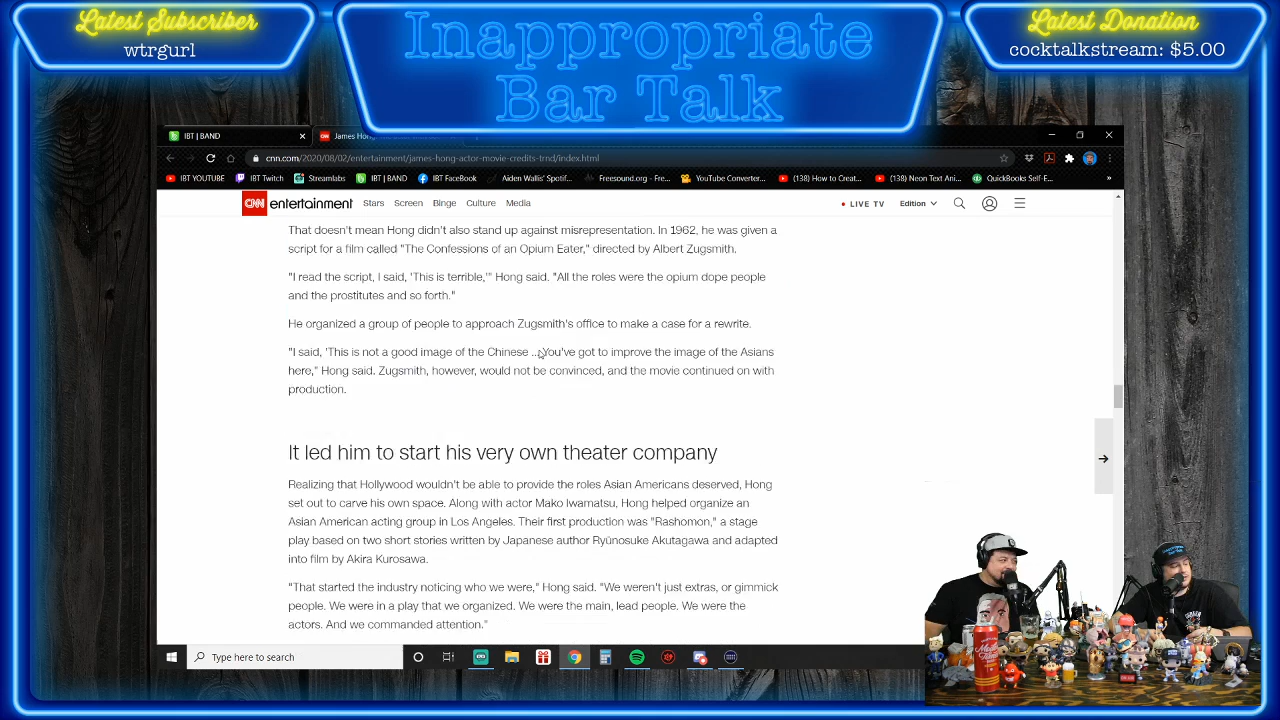 Latest Subscriber
wtrgurl
Inappropriate
Bar Talk
Latest Donation
cocktalkstream: $5.00
IBT | BAND
James Hong
cnn.com/2020/08/02/entertainment/james-hong-actor-movie-credits-trnd/index.html
IBT YOUTUBE IBT Twitch Streamlabs IBT | BAND IBT FaceBook Aiden Wallis' Spotif... Freesound.org - Fre... YouTube Converter... (138) How to Creat... (138) Neon Text Ani... QuickBooks Self-E...
CNN entertainment Stars Screen Binge Culture Media LIVE TV Edition
That doesn't mean Hong didn't also stand up against misrepresentation. In 1962, he was given a
script for a film called "The Confessions of an Opium Eater," directed by Albert Zugsmith.
"I read the script, I said, 'This is terrible,'" Hong said. "All the roles were the opium dope people
and the prostitutes and so forth."
He organized a group of people to approach Zugsmith's office to make a case for a rewrite.
"I said, 'This is not a good image of the Chinese ... You've got to improve the image of the Asians
here," Hong said. Zugsmith, however, would not be convinced, and the movie continued on with
production.
It led him to start his very own theater company
Realizing that Hollywood wouldn't be able to provide the roles Asian Americans deserved, Hong
set out to carve his own space. Along with actor Mako Iwamatsu, Hong helped organize an
Asian American acting group in Los Angeles. Their first production was "Rashomon," a stage
play based on two short stories written by Japanese author Ryūnosuke Akutagawa and adapted
into film by Akira Kurosawa.
"That started the industry noticing who we were," Hong said. "We weren't just extras, or gimmick
people. We were in a play that we organized. We were the main, lead people. We were the
actors. And we commanded attention."
Type here to search